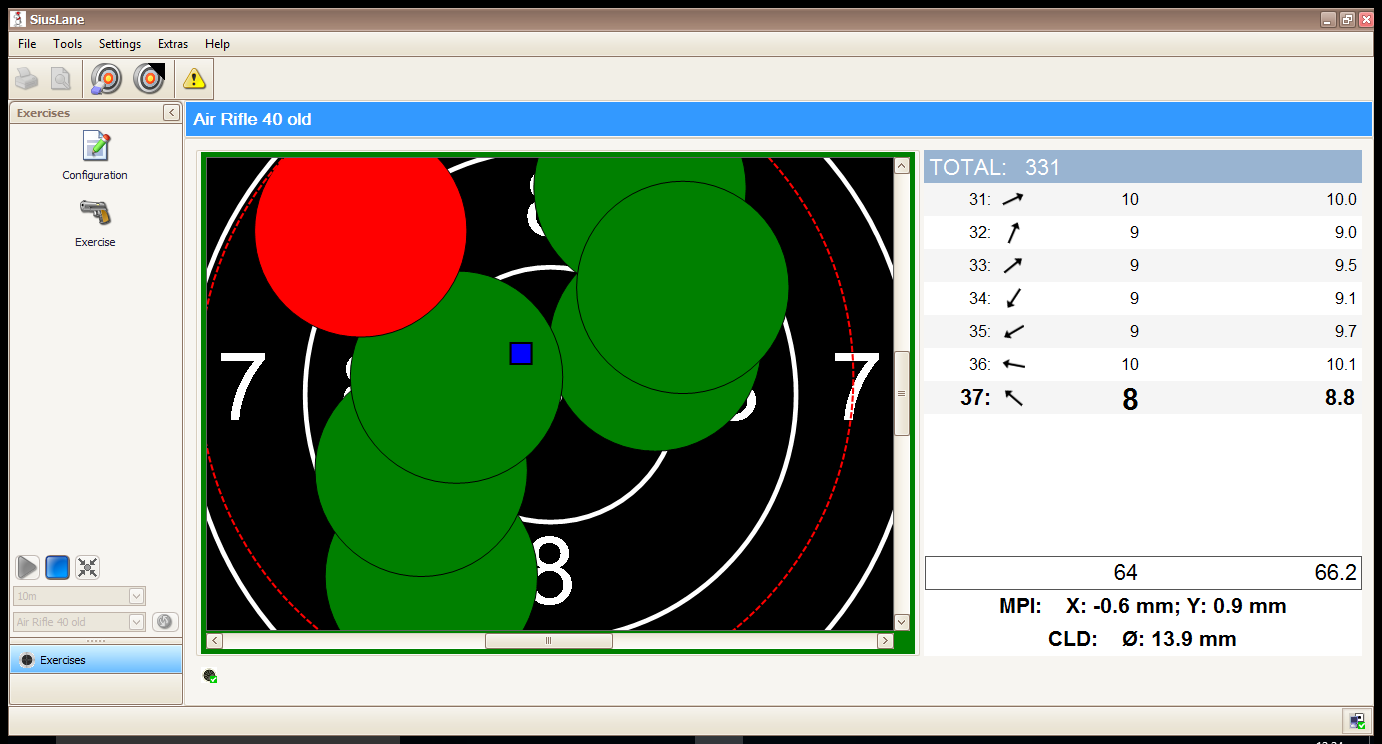 SiusLane
File Tools Settings Extras Help
Exercises
Configuration
Exercise
10m
Air Rifle 40 old
Exercises
Air Rifle 40 old
7 7
8
TOTAL: 331
31: 10 10.0
32: 9 9.0
33: 9 9.5
34: 9 9.1
35: 9 9.7
36: 10 10.1
37: 8 8.8
64 66.2
MPI: X: -0.6 mm; Y: 0.9 mm
CLD: Ø: 13.9 mm